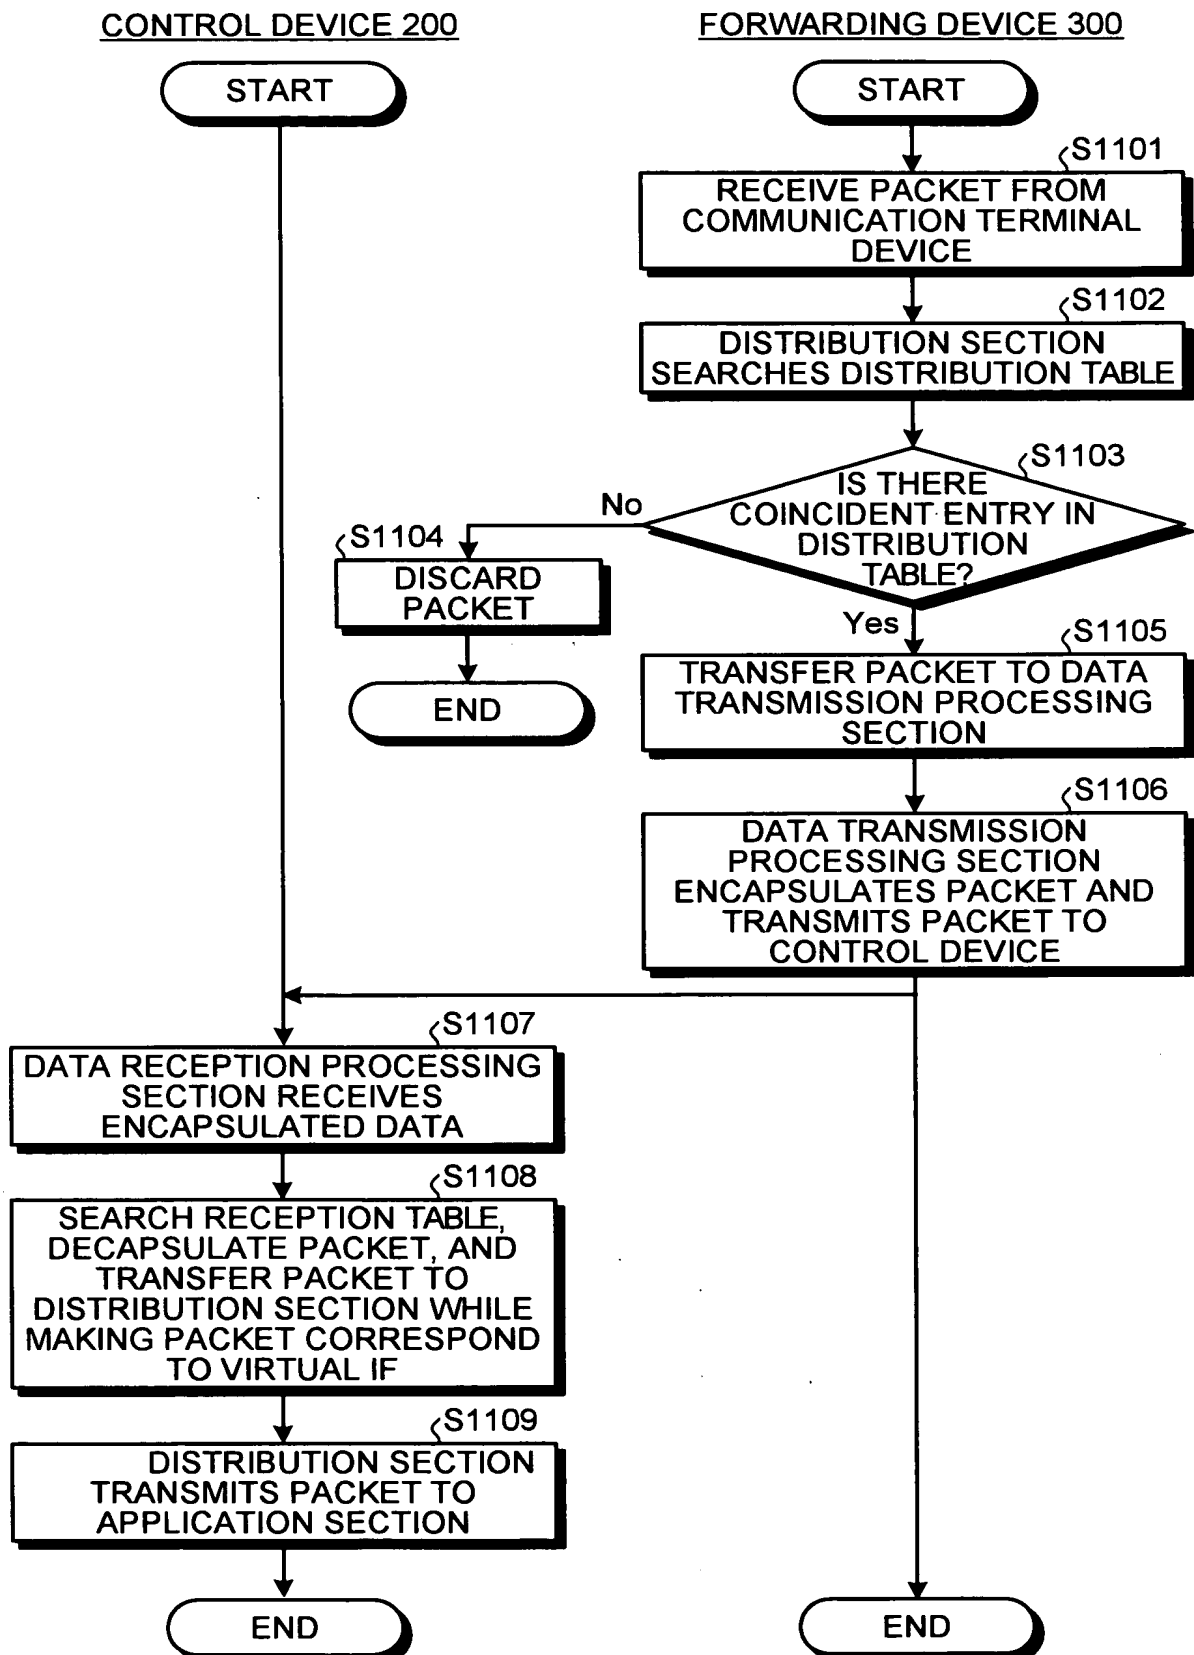 CONTROL DEVICE 200
FORWARDING DEVICE 300
START
START
S1101
RECEIVE PACKET FROM
COMMUNICATION TERMINAL
DEVICE
S1102
DISTRIBUTION SECTION
SEARCHES DISTRIBUTION TABLE
S1103
IS THERE
COINCIDENT ENTRY IN
DISTRIBUTION
TABLE?
No
S1104
DISCARD
PACKET
END
Yes
S1105
TRANSFER PACKET TO DATA
TRANSMISSION PROCESSING
SECTION
S1106
DATA TRANSMISSION
PROCESSING SECTION
ENCAPSULATES PACKET AND
TRANSMITS PACKET TO
CONTROL DEVICE
S1107
DATA RECEPTION PROCESSING
SECTION RECEIVES
ENCAPSULATED DATA
S1108
SEARCH RECEPTION TABLE,
DECAPSULATE PACKET, AND
TRANSFER PACKET TO
DISTRIBUTION SECTION WHILE
MAKING PACKET CORRESPOND
TO VIRTUAL IF
S1109
DISTRIBUTION SECTION
TRANSMITS PACKET TO
APPLICATION SECTION
END
END